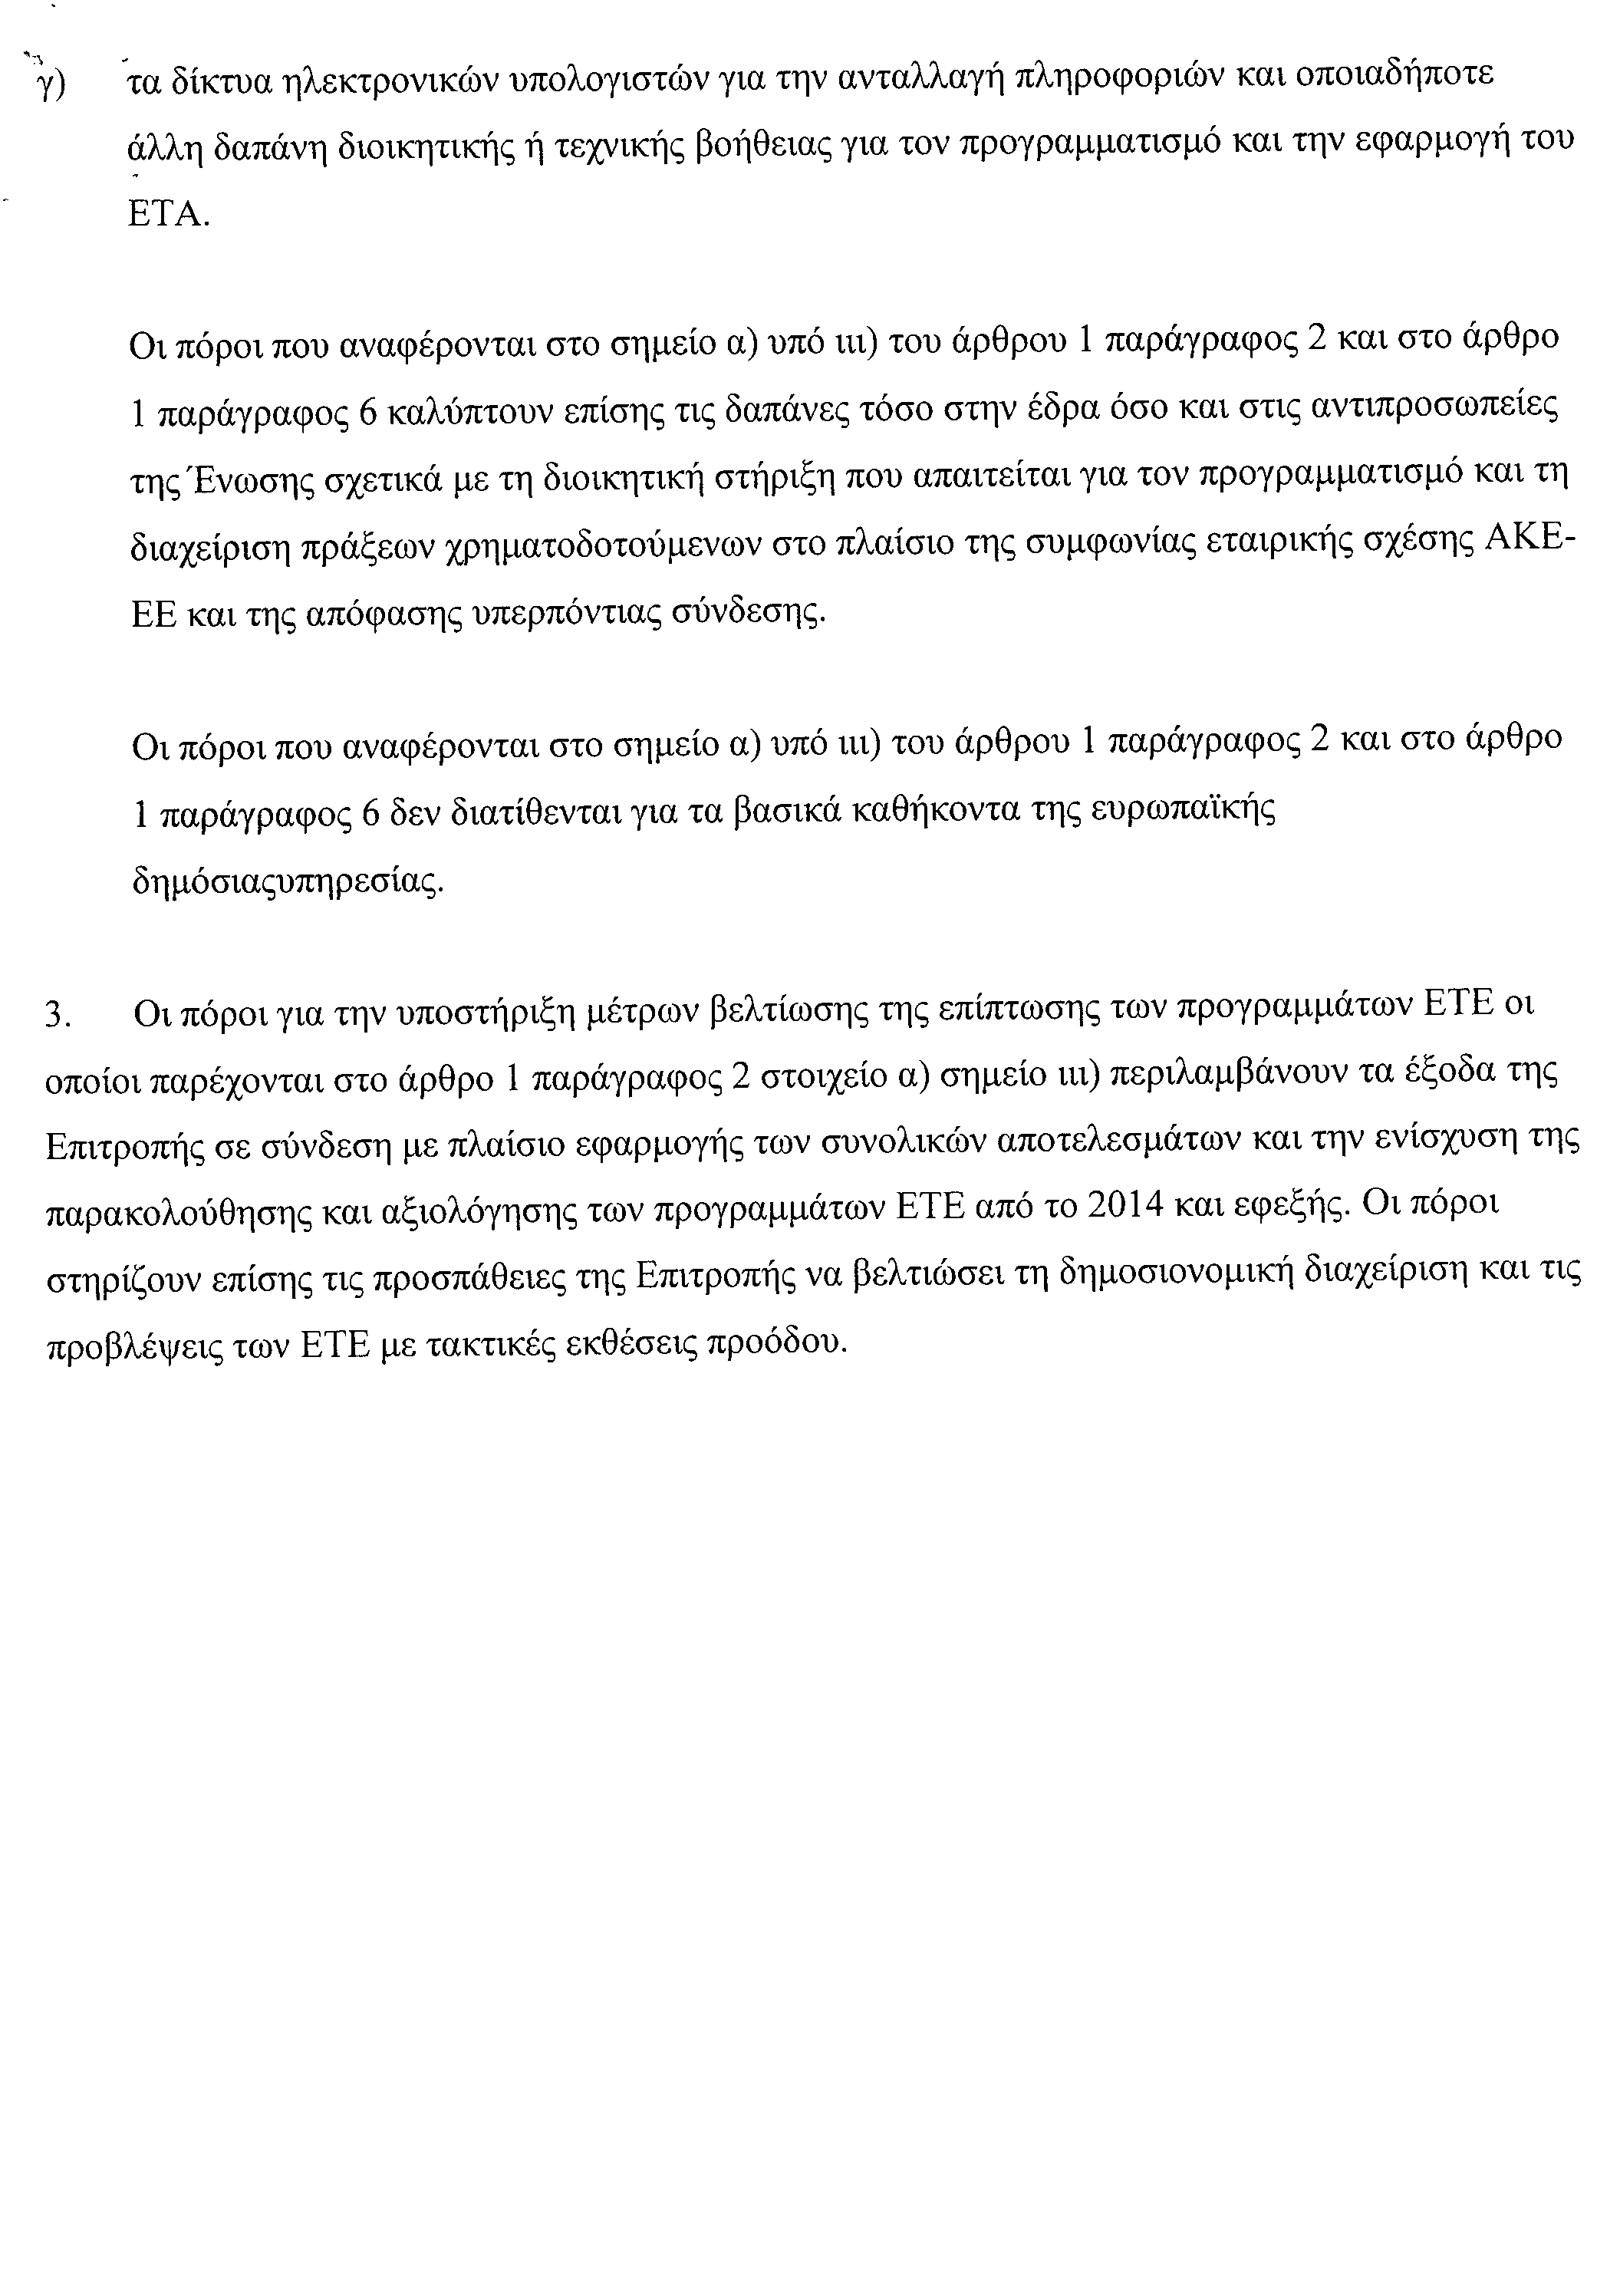 γ) τα δίκτυα ηλεκτρονικών υπολογιστών για την ανταλλαγή πληροφοριών και οποιαδήποτε
άλλη δαπάνη διοικητικής ή τεχνικής βοήθειας για τον προγραμματισμό και την εφαρμογή του
ΕΤΑ.
Οι πόροι που αναφέρονται στο σημείο α) υπό ιιι) του άρθρου 1 παράγραφος 2 και στο άρθρο
1 παράγραφος 6 καλύπτουν επίσης τις δαπάνες τόσο στην έδρα όσο και στις αντιπροσωπείες
της Ένωσης σχετικά με τη διοικητική στήριξη που απαιτείται για τον προγραμματισμό και τη
διαχείριση πράξεων χρηματοδοτούμενων στο πλαίσιο της συμφωνίας εταιρικής σχέσης ΑΚΕ-
ΕΕ και της απόφασης υπερπόντιας σύνδεσης.
Οι πόροι που αναφέρονται στο σημείο α) υπό ιιι) του άρθρου 1 παράγραφος 2 και στο άρθρο
1 παράγραφος 6 δεν διατίθενται για τα βασικά καθήκοντα της ευρωπαϊκής
δημόσιαςυπηρεσίας.
3. Οι πόροι για την υποστήριξη μέτρων βελτίωσης της επίπτωσης των προγραμμάτων ΕΤΕ οι
οποίοι παρέχονται στο άρθρο 1 παράγραφος 2 στοιχείο α) σημείο ιιι) περιλαμβάνουν τα έξοδα της
Επιτροπής σε σύνδεση με πλαίσιο εφαρμογής των συνολικών αποτελεσμάτων και την ενίσχυση της
παρακολούθησης και αξιολόγησης των προγραμμάτων ΕΤΕ από το 2014 και εφεξής. Οι πόροι
στηρίζουν επίσης τις προσπάθειες της Επιτροπής να βελτιώσει τη δημοσιονομική διαχείριση και τις
προβλέψεις των ΕΤΕ με τακτικές εκθέσεις προόδου.